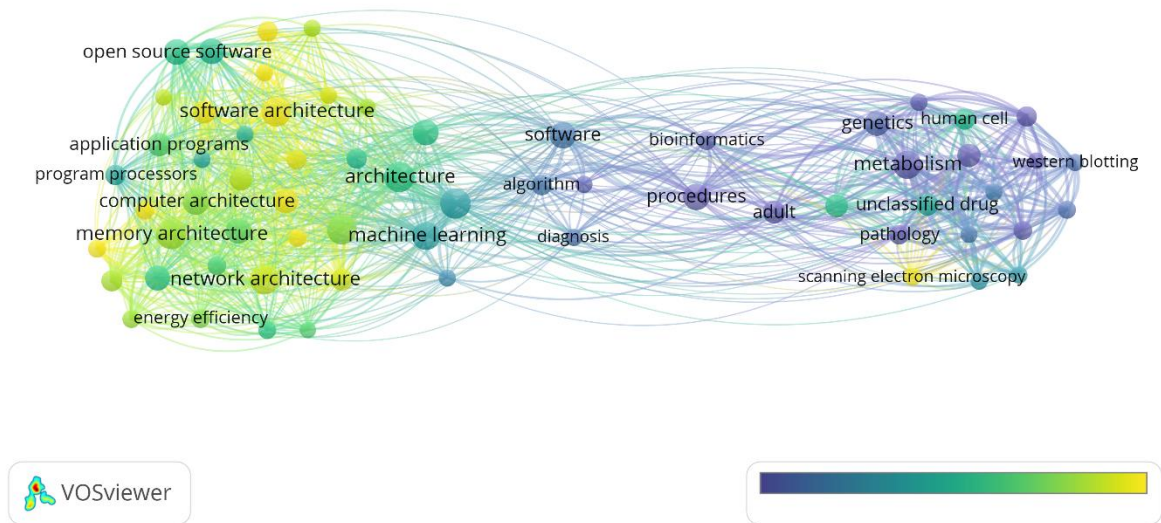 open source software
software architecture
application programs
program processors
computer architecture
memory architecture
network architecture
energy efficiency
architecture
machine learning
software
algorithm
diagnosis
bioinformatics
procedures
adult
genetics
human cell
metabolism
western blotting
unclassified drug
pathology
scanning electron microscopy
VOSviewer